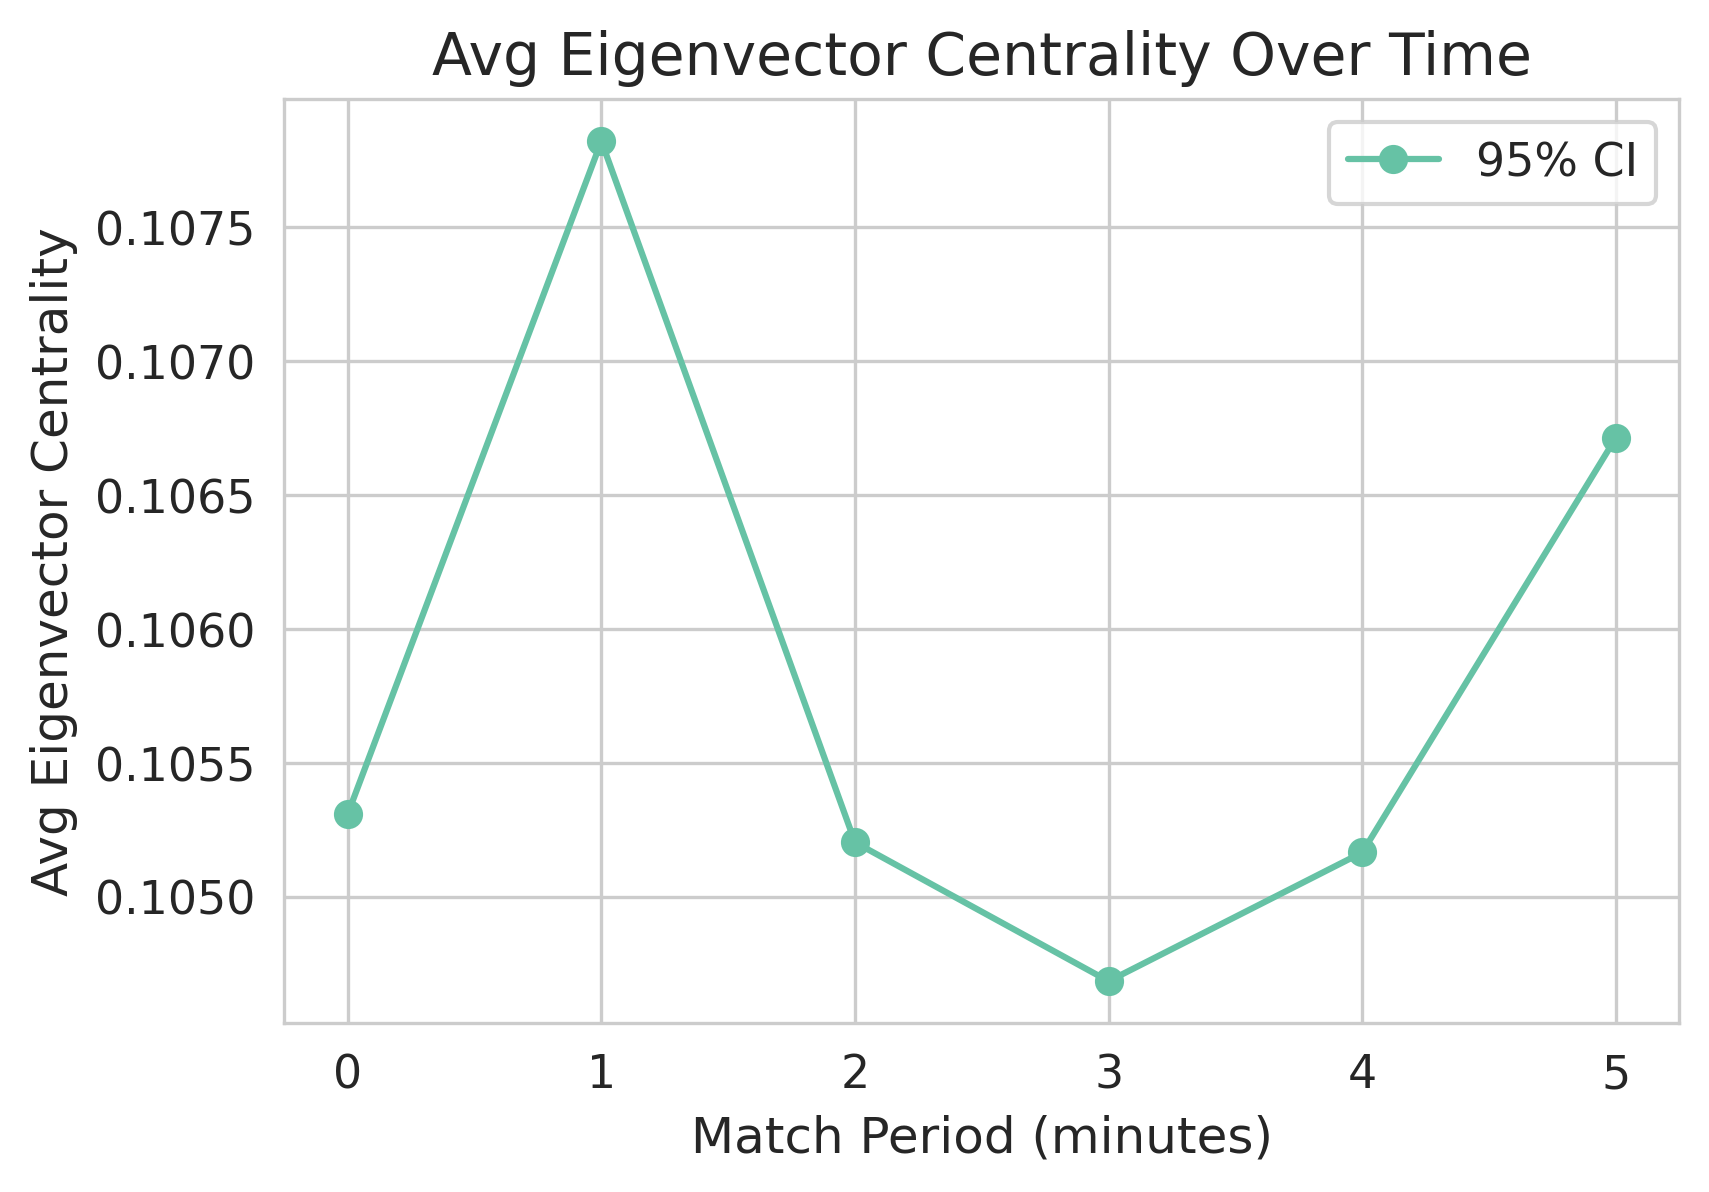 Avg Eigenvector Centrality Over Time
95% CI
Avg Eigenvector Centrality
0.1075
0.1070
0.1065
0.1060
0.1055
0.1050
0 1 2 3 4 5
Match Period (minutes)